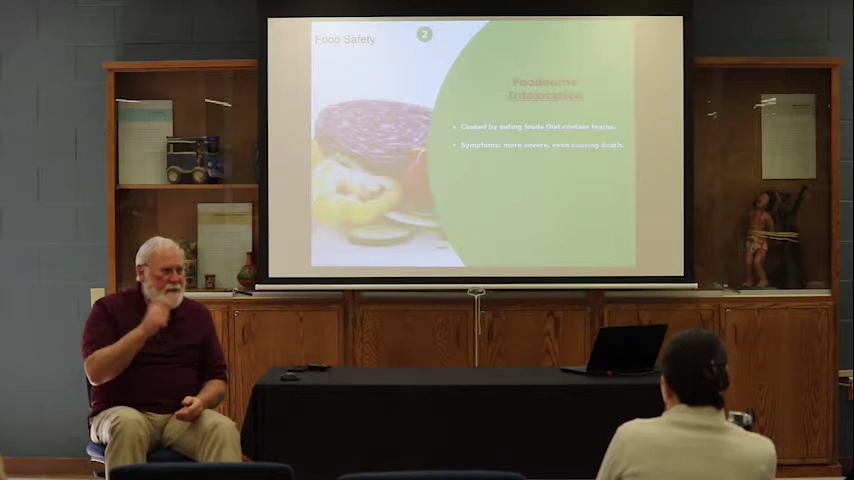 Food Safety
2
Foodborne
Intoxication
• Caused by eating foods that contain toxins.
• Symptoms: more severe, even causing death.